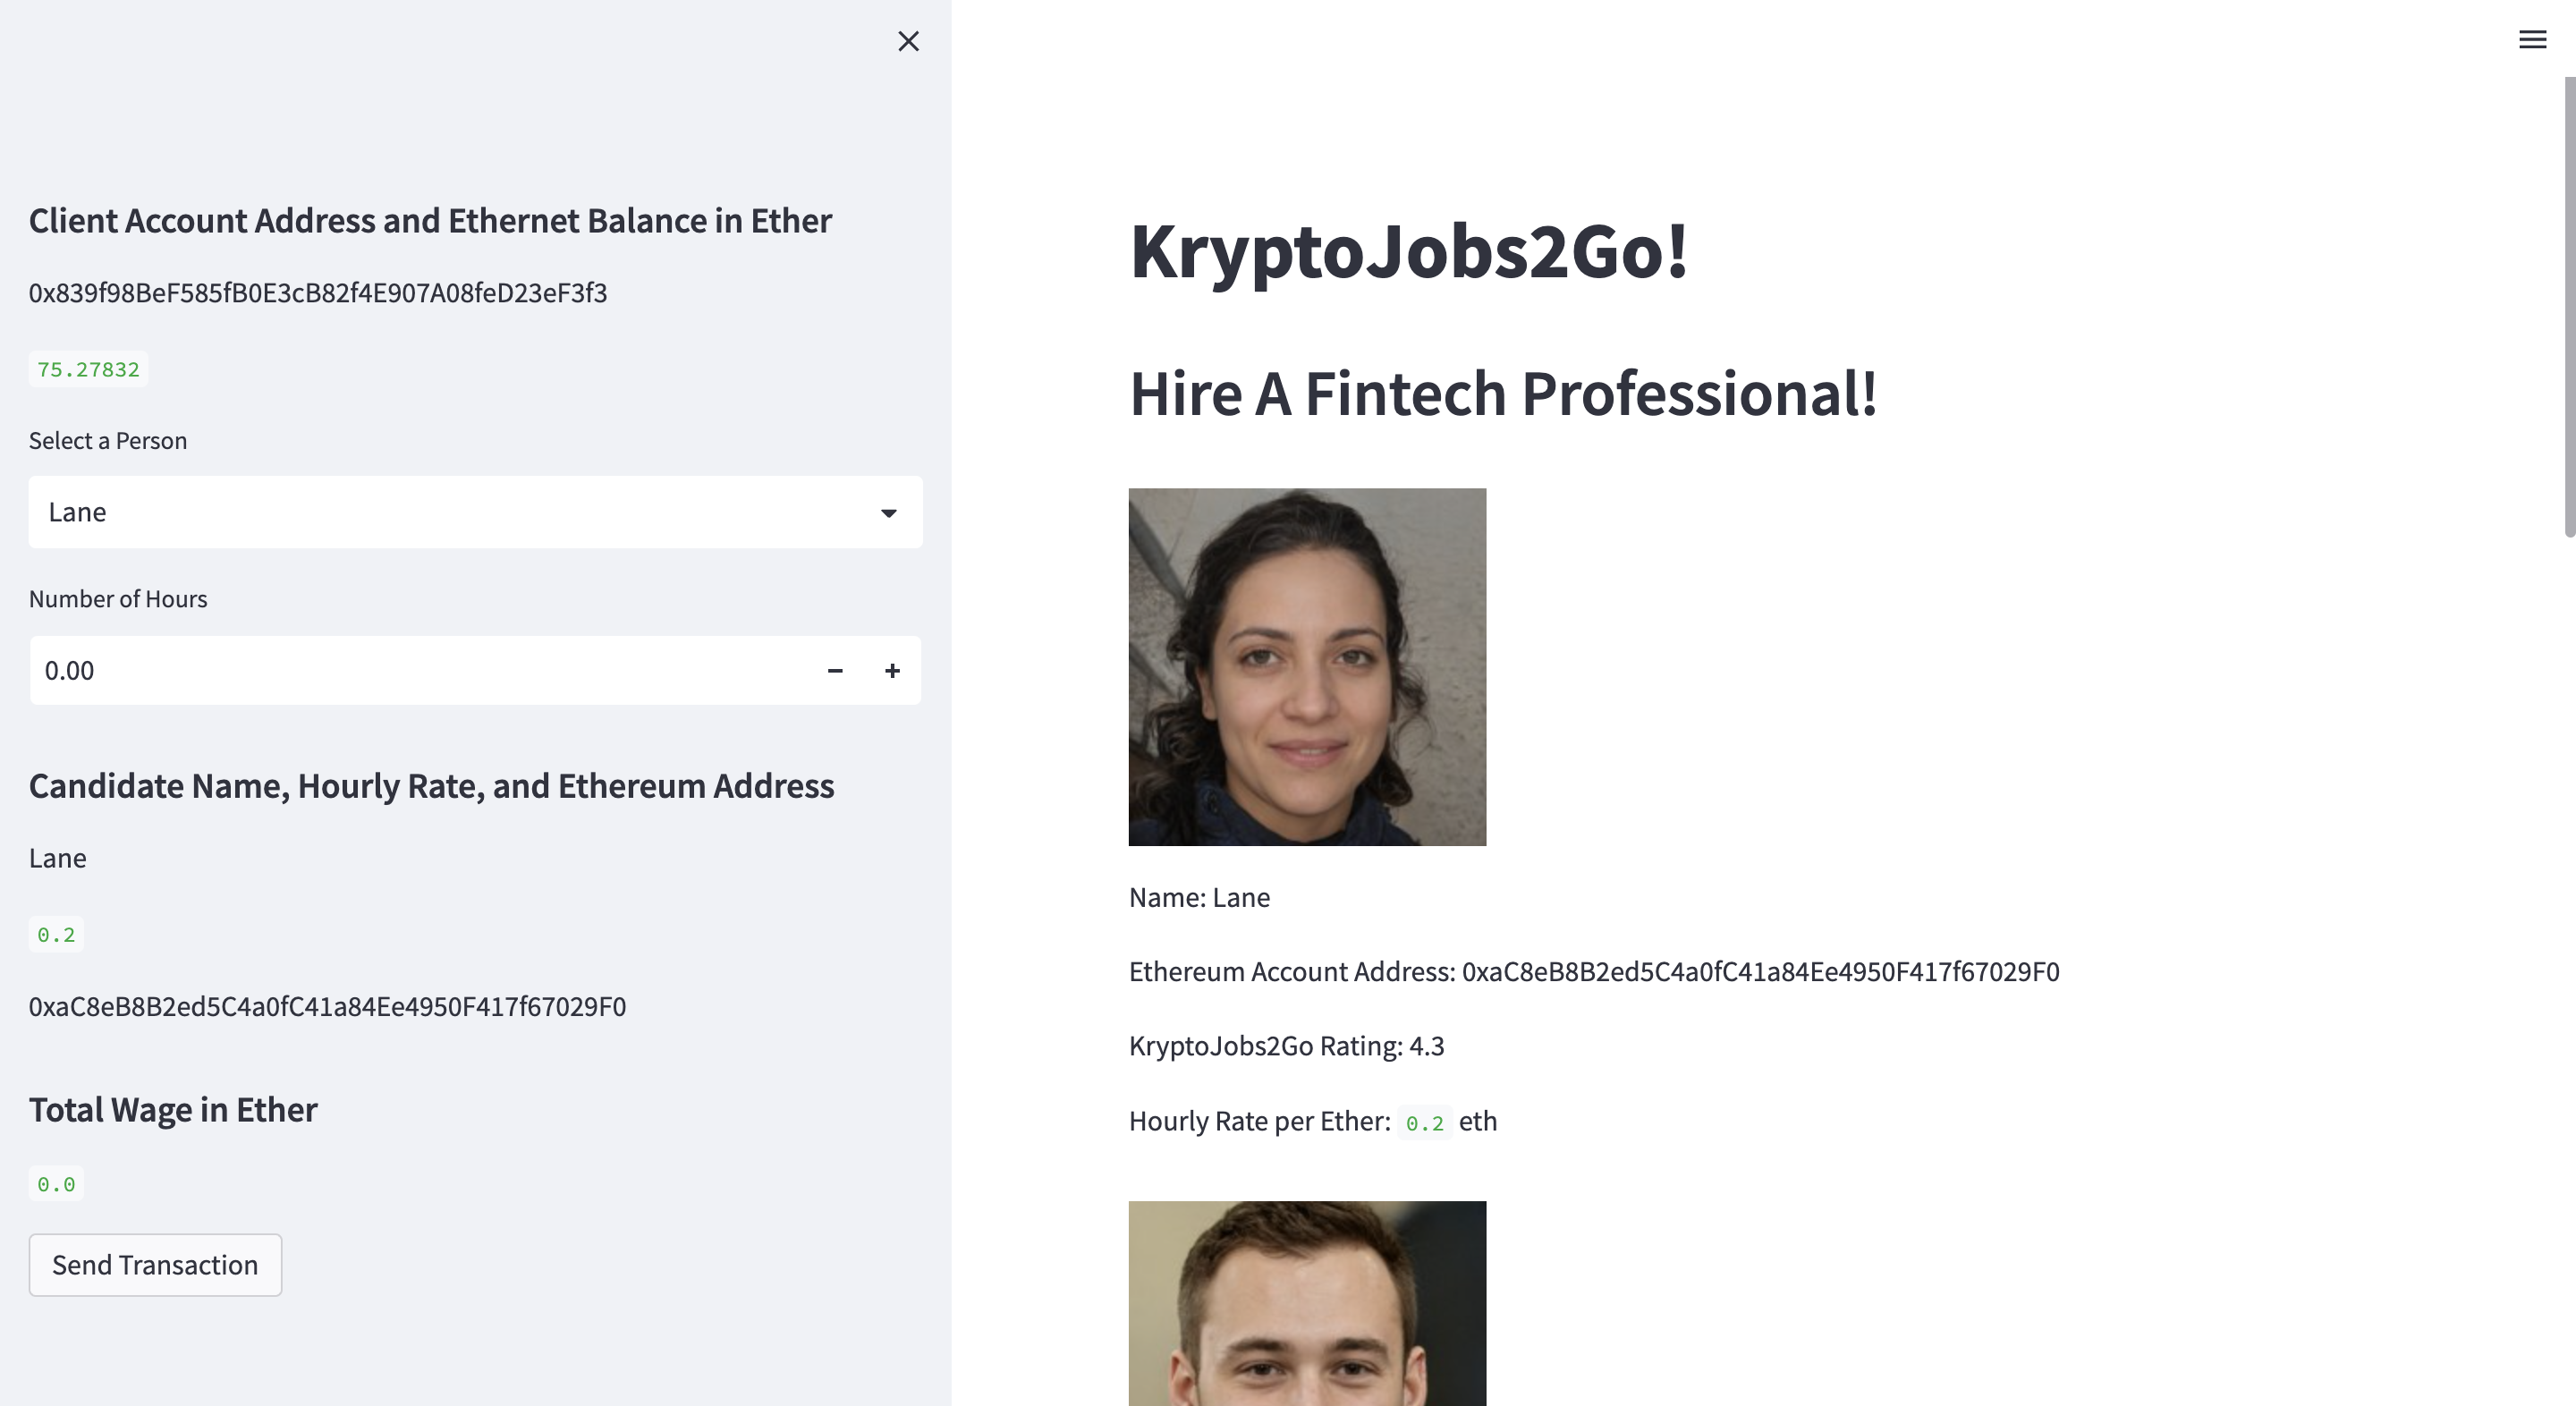 Client Account Address and Ethernet Balance in Ether
0x839f98BeF585fB0E3cB82f4E907A08feD23eF3f3
75.27832
Select a Person
Lane
Number of Hours
0.00
Candidate Name, Hourly Rate, and Ethereum Address
Lane
0.2
0xaC8eB8B2ed5C4a0fC41a84Ee4950F417f67029F0
Total Wage in Ether
0.0
Send Transaction
KryptoJobs2Go!
Hire A Fintech Professional!
Name: Lane
Ethereum Account Address: 0xaC8eB8B2ed5C4a0fC41a84Ee4950F417f67029F0
KryptoJobs2Go Rating: 4.3
Hourly Rate per Ether: 0.2 eth